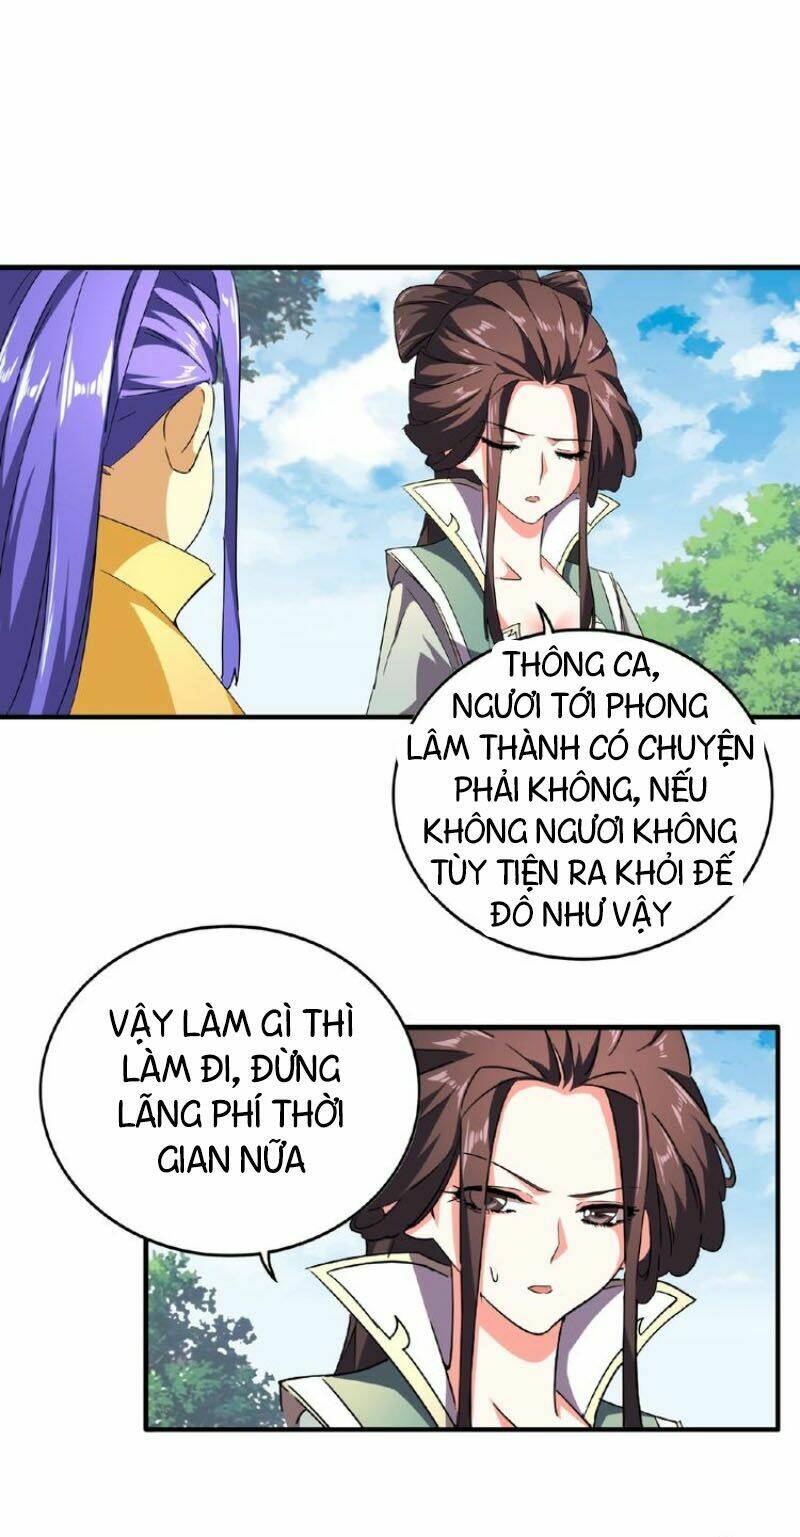 THÔNG CA,
NGƯƠI TỚI PHONG
LÂM THÀNH CÓ CHUYỆN
PHẢI KHÔNG, NẾU
KHÔNG NGƯƠI KHÔNG
TÙY TIỆN RA KHỎI ĐẾ
ĐÔ NHƯ VẬY
VẬY LÀM GÌ THÌ
LÀM ĐI, ĐỪNG
LÃNG PHÍ THỜI
GIAN NỮA